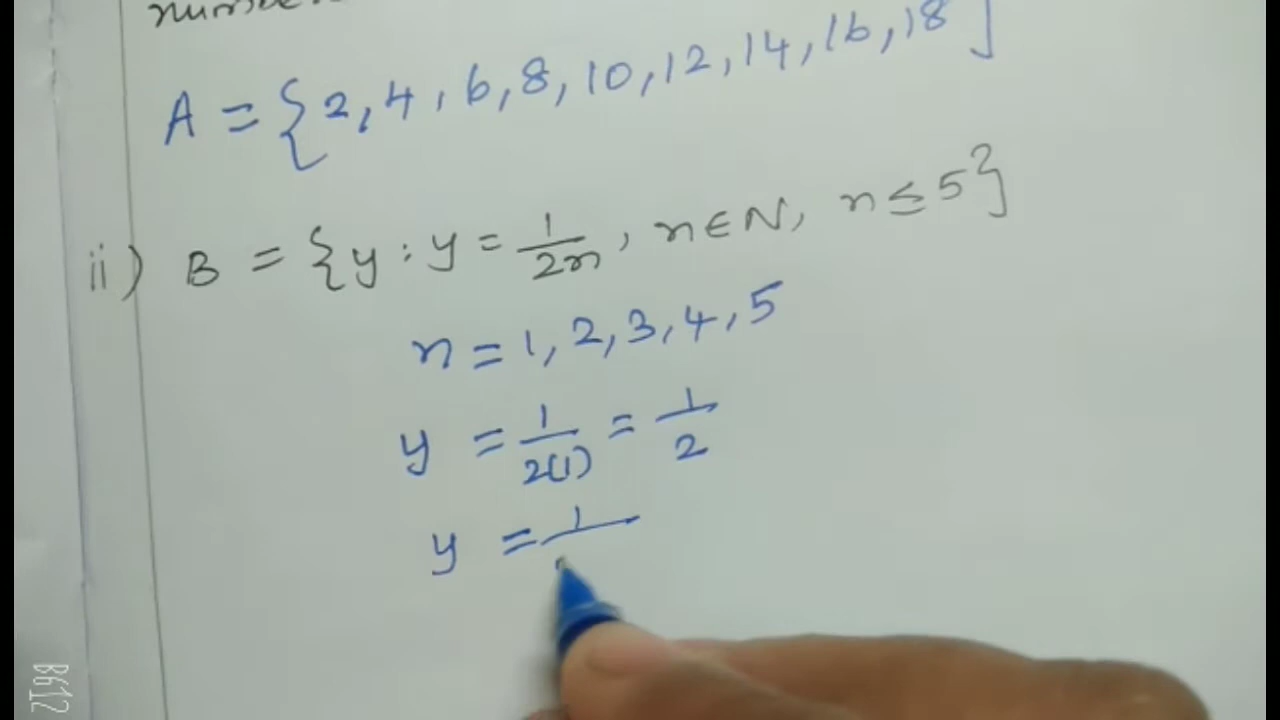 A = {2, 4, 6, 8, 10, 12, 14, 16, 18}
ii) B = {y : y = 1/2n, n ∈ N, n ≤ 5}
n = 1, 2, 3, 4, 5
y = 1/2(1) = 1/2
y = 1/
B612